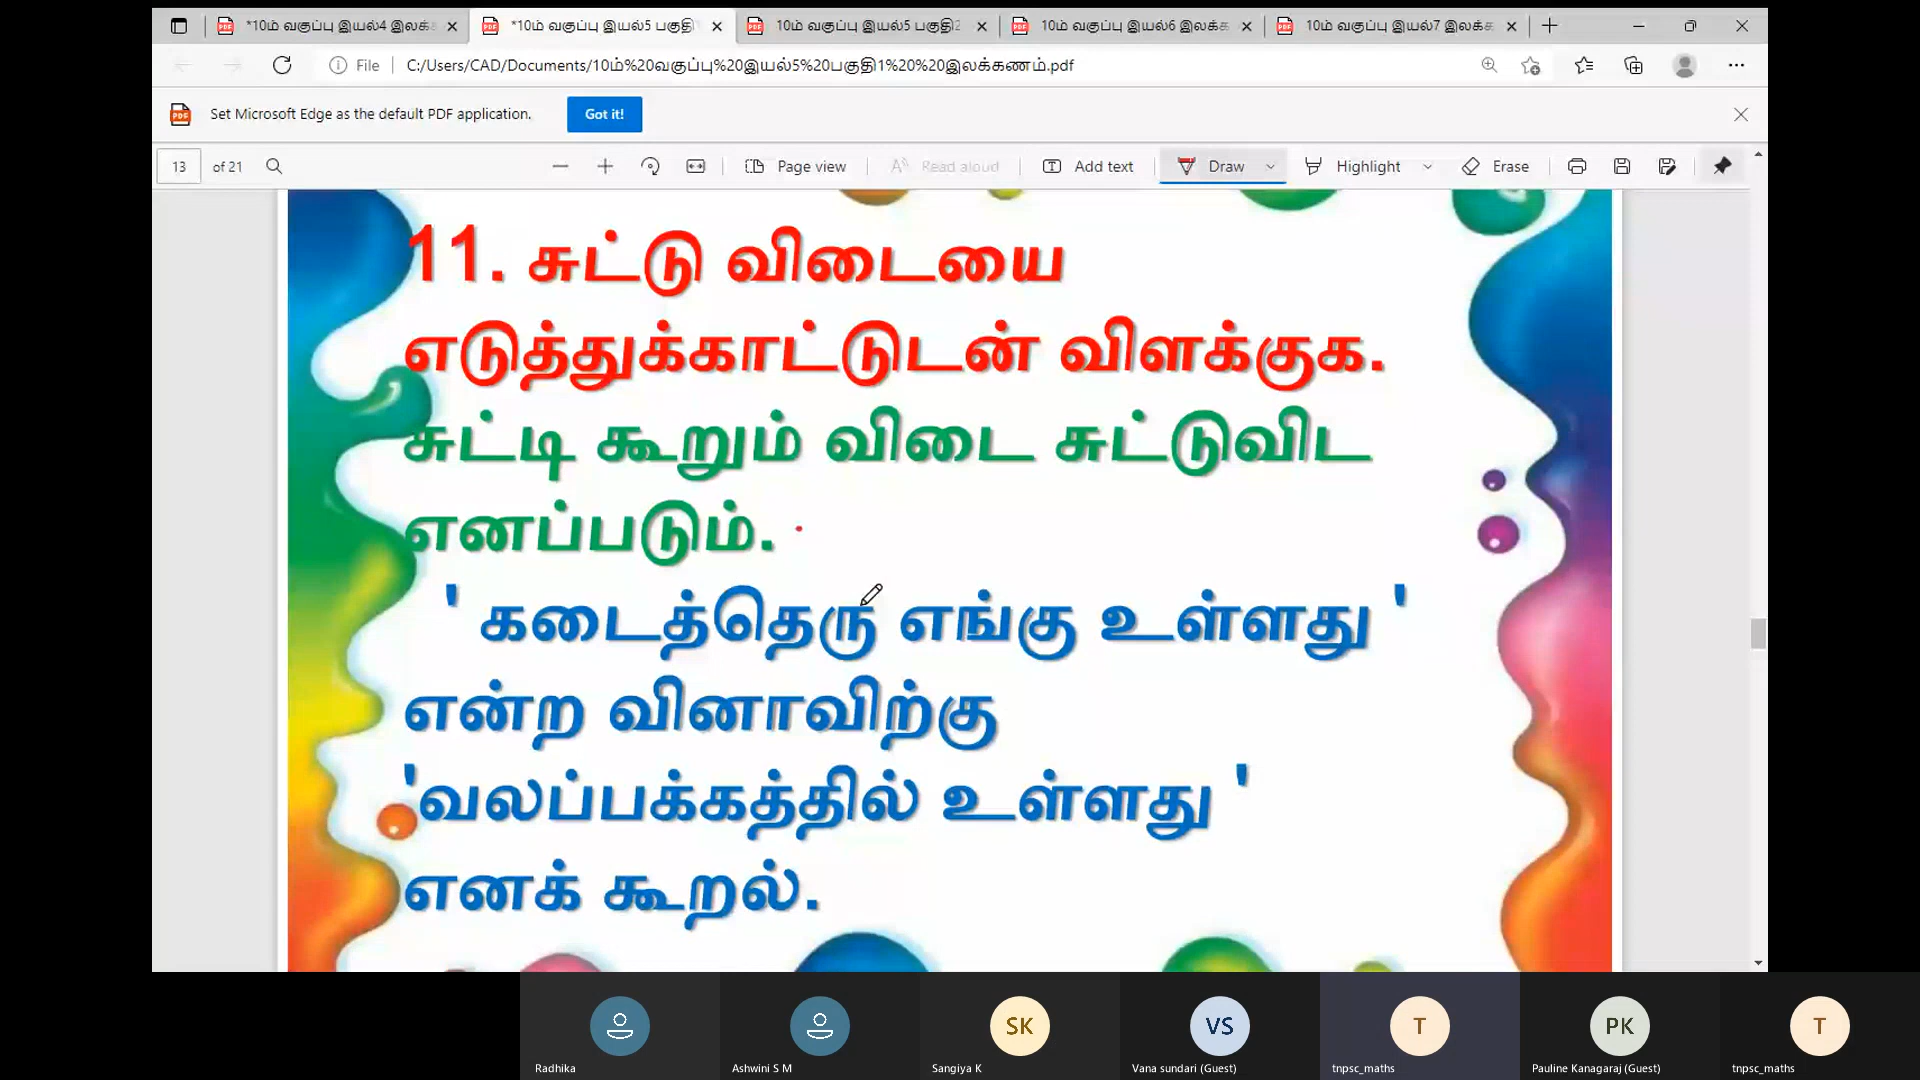 *10ம் வகுப்பு இயல்4 இலக்க
*10ம் வகுப்பு இயல்5 பகுதி1
10ம் வகுப்பு இயல்5 பகுதி2
10ம் வகுப்பு இயல்6 இலக்க
10ம் வகுப்பு இயல்7 இலக்க
File C:/Users/CAD/Documents/10ம்%20வகுப்பு%20இயல்5%20பகுதி1%20%20இலக்கணம்.pdf
Set Microsoft Edge as the default PDF application. Got it!
13 of 21 Page view Read aloud Add text Draw Highlight Erase
11. சுட்டு விடையை
எடுத்துக்காட்டுடன் விளக்குக.
சுட்டி கூறும் விடை சுட்டுவிட
எனப்படும்.
' கடைத்தெரு எங்கு உள்ளது '
என்ற வினாவிற்கு
'வலப்பக்கத்தில் உள்ளது '
எனக் கூறல்.
SK VS T PK T
Radhika Ashwini S M Sangiya K Vana sundari (Guest) tnpsc_maths Pauline Kanagaraj (Guest) tnpsc_maths